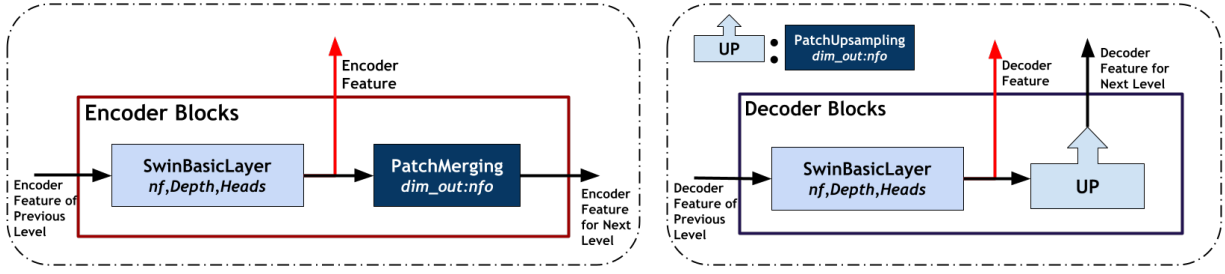 Encoder
Feature
Encoder Blocks
SwinBasicLayer
nf,Depth,Heads
PatchMerging
dim_out:nfo
Encoder
Feature of
Previous
Level
Encoder
Feature
for Next
Level
UP
:
PatchUpsampling
dim_out:nfo
Decoder
Feature
Decoder
Feature for
Next Level
Decoder Blocks
SwinBasicLayer
nf,Depth,Heads
UP
Decoder
Feature of
Previous
Level